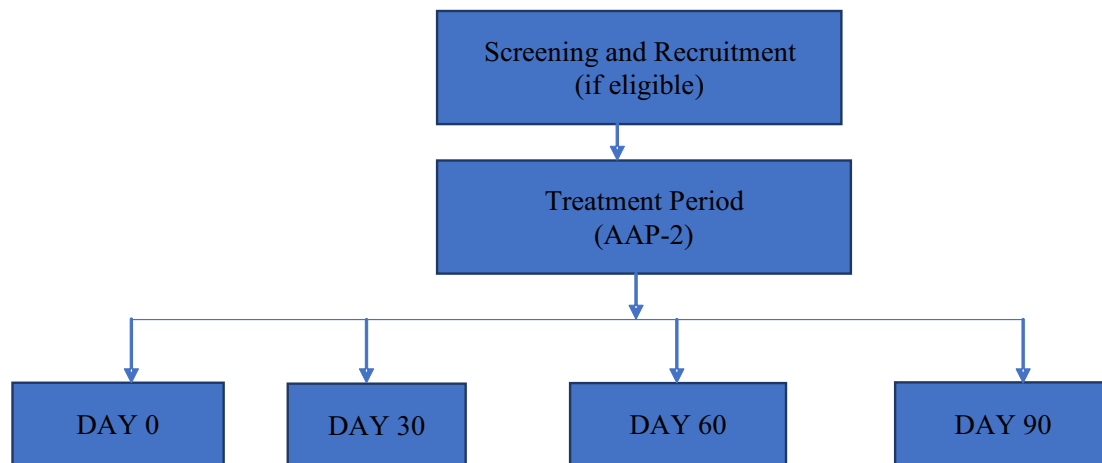 Screening and Recruitment
(if eligible)
Treatment Period
(AAP-2)
DAY 0
DAY 30
DAY 60
DAY 90